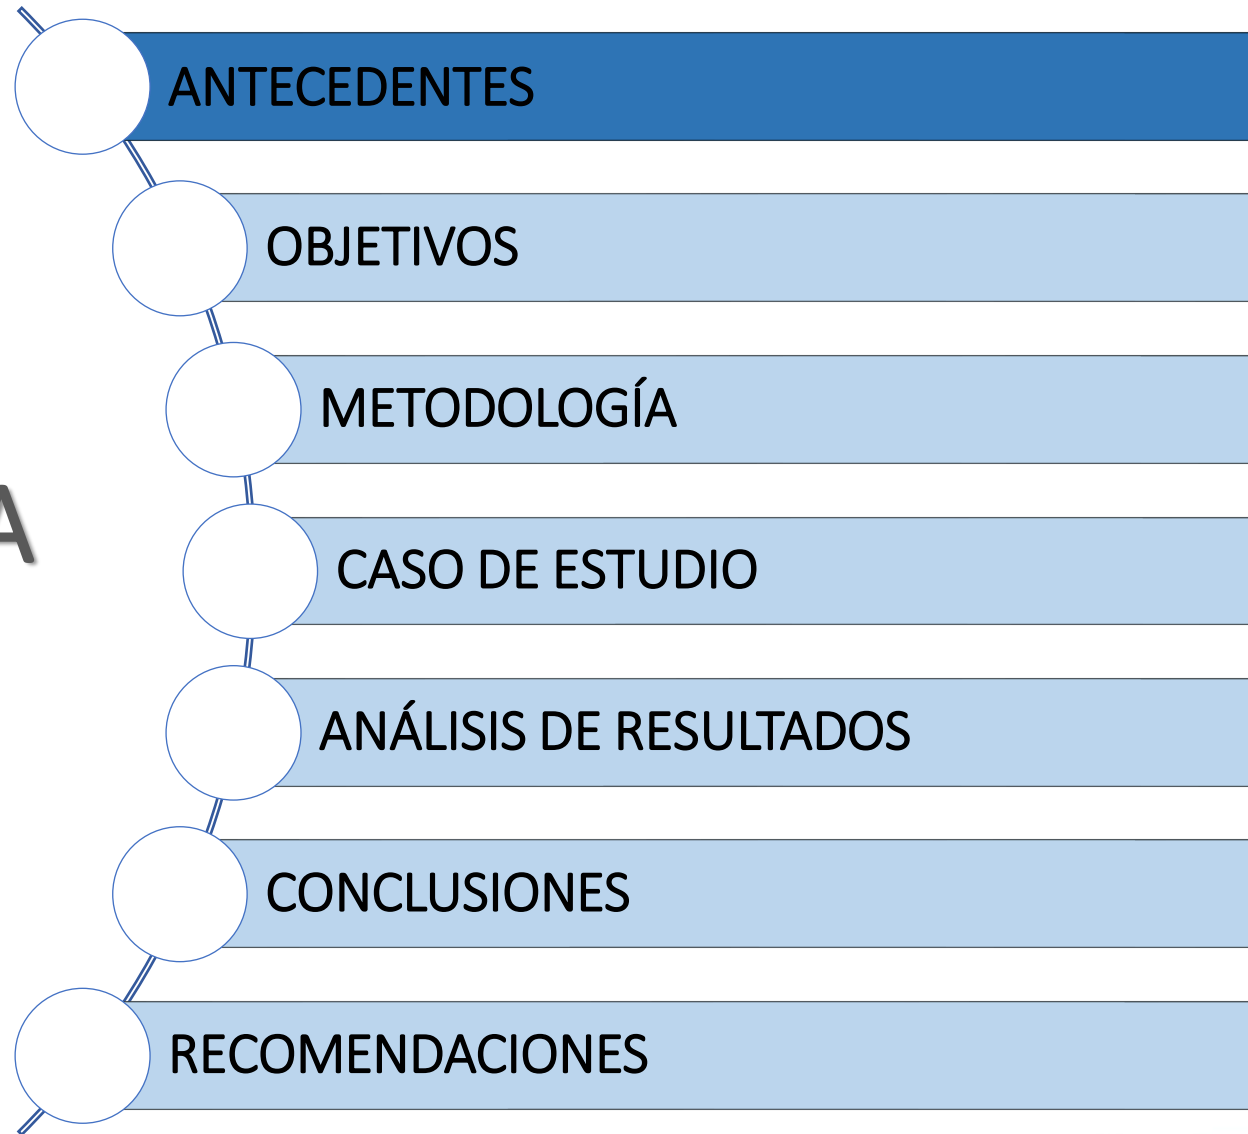 ANTECEDENTES
OBJETIVOS
METODOLOGÍA
A
CASO DE ESTUDIO
ANÁLISIS DE RESULTADOS
CONCLUSIONES
RECOMENDACIONES